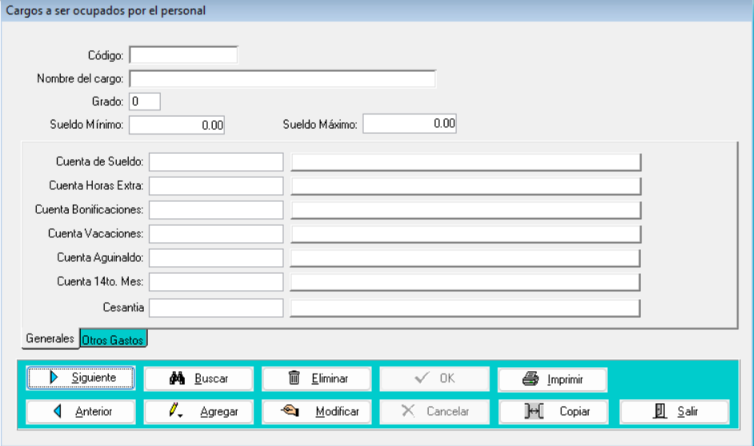 Cargos a ser ocupados por el personal
Código:
Nombre del cargo:
Grado: 0
Sueldo Mínimo: 0.00 Sueldo Máximo: 0.00
Cuenta de Sueldo:
Cuenta Horas Extra:
Cuenta Bonificaciones:
Cuenta Vacaciones:
Cuenta Aguinaldo:
Cuenta 14to. Mes:
Cesantia
Generales Otros Gastos
Siguiente Buscar Eliminar OK Imprimir
Anterior Agregar Modificar Cancelar Copiar Salir